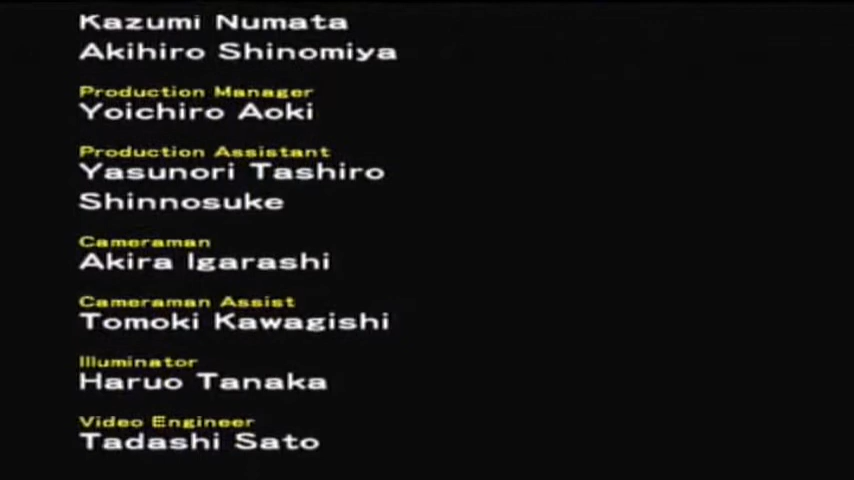 Kazumi Numata
Akihiro Shinomiya
Production Manager
Yoichiro Aoki
Production Assistant
Yasunori Tashiro
Shinnosuke
Cameraman
Akira Igarashi
Cameraman Assist
Tomoki Kawagishi
Illuminator
Haruo Tanaka
Video Engineer
Tadashi Sato